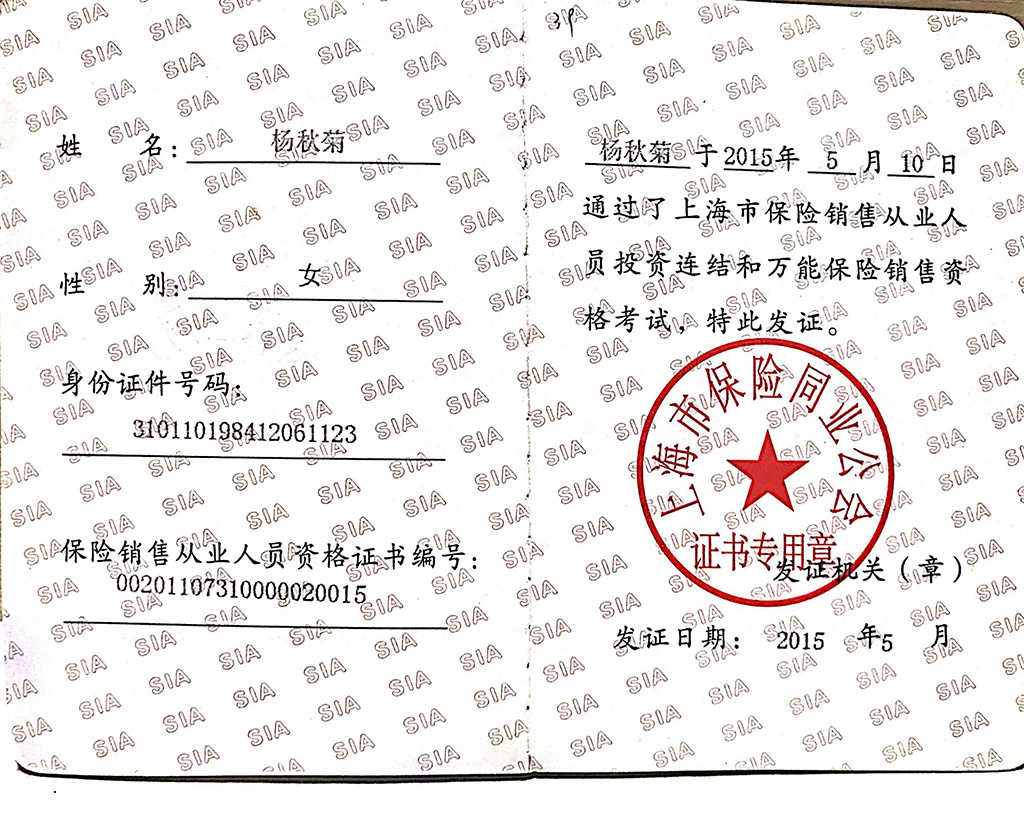 姓 名: 杨秋菊
性 别: 女
身份证件号码:
310110198412061123
保险销售从业人员资格证书编号:
00201107310000020015
杨秋菊 于 2015年 5 月 10 日
通过了上海市保险销售从业人
员投资连结和万能保险销售资
格考试，特此发证。
上海市保险同业公会
证书专用章
发证机关（章）
发证日期: 2015 年5 月
SIA